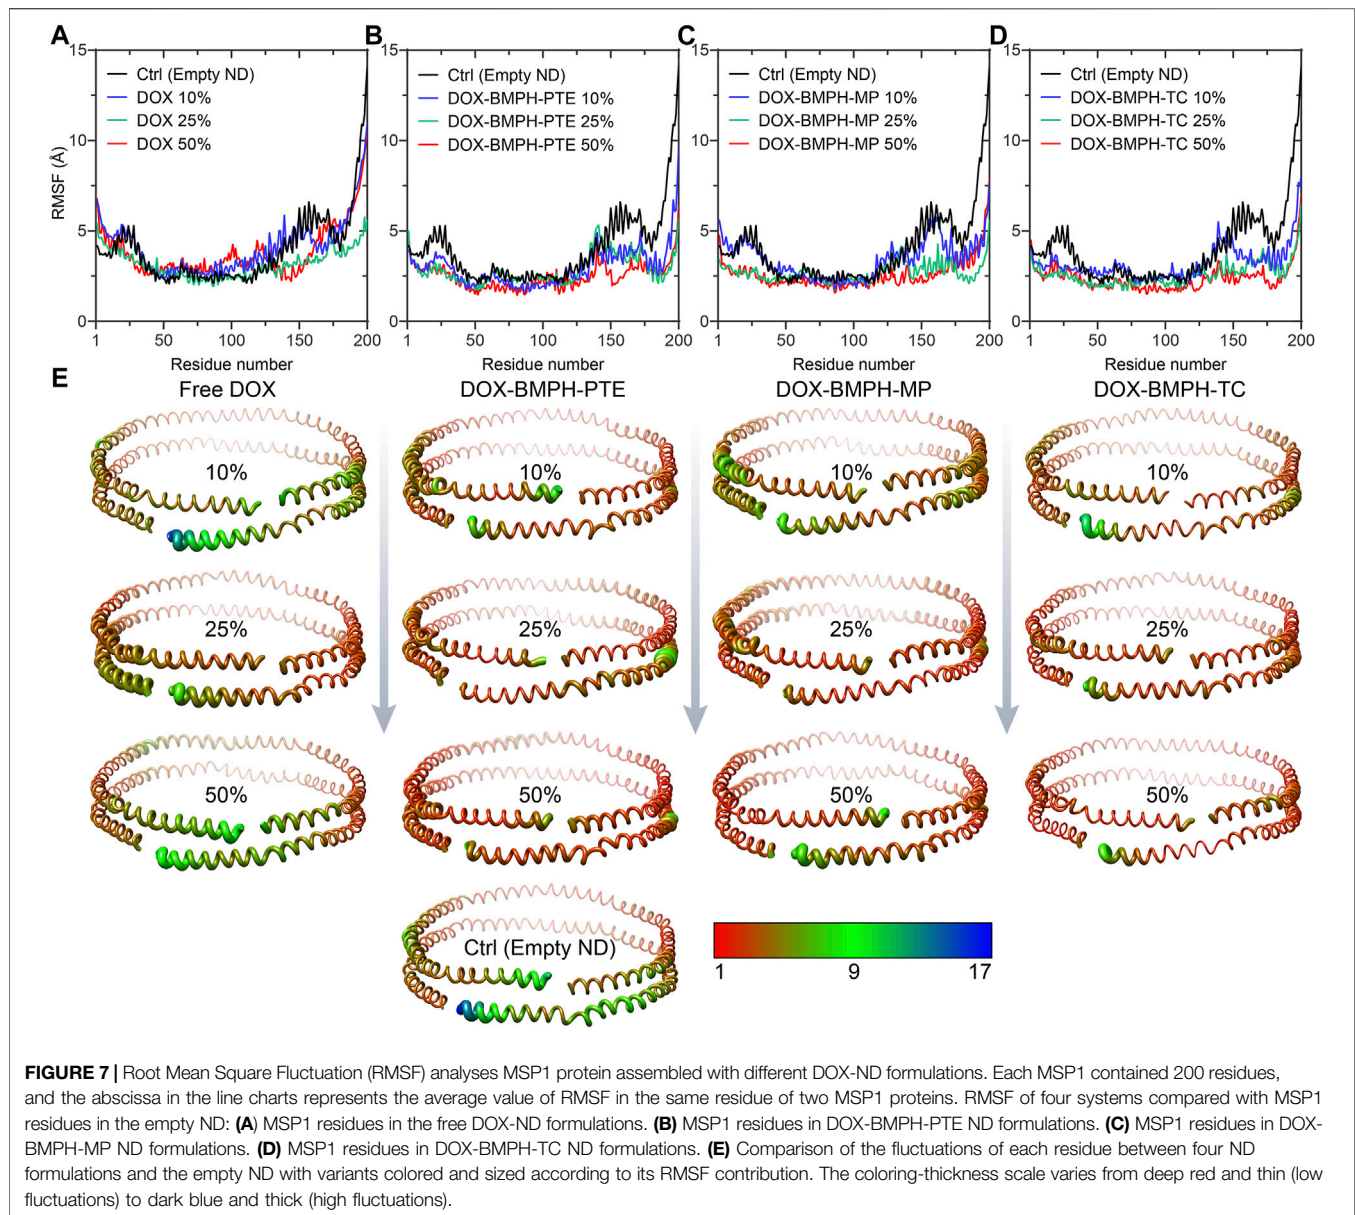 A
B
C
D
15
10
5
0
RMSF (Å)
Ctrl (Empty ND)
DOX 10%
DOX 25%
DOX 50%
1 50 100 150 200
Residue number
15
10
5
0
Ctrl (Empty ND)
DOX-BMPH-PTE 10%
DOX-BMPH-PTE 25%
DOX-BMPH-PTE 50%
1 50 100 150 200
Residue number
15
10
5
0
Ctrl (Empty ND)
DOX-BMPH-MP 10%
DOX-BMPH-MP 25%
DOX-BMPH-MP 50%
1 50 100 150 200
Residue number
15
10
5
0
Ctrl (Empty ND)
DOX-BMPH-TC 10%
DOX-BMPH-TC 25%
DOX-BMPH-TC 50%
1 50 100 150 200
Residue number
E
Free DOX
DOX-BMPH-PTE
DOX-BMPH-MP
DOX-BMPH-TC
10%
10%
10%
10%
25%
25%
25%
25%
50%
50%
50%
50%
Ctrl (Empty ND)
1 9 17
FIGURE 7 | Root Mean Square Fluctuation (RMSF) analyses MSP1 protein assembled with different DOX-ND formulations. Each MSP1 contained 200 residues,
and the abscissa in the line charts represents the average value of RMSF in the same residue of two MSP1 proteins. RMSF of four systems compared with MSP1
residues in the empty ND: (A) MSP1 residues in the free DOX-ND formulations. (B) MSP1 residues in DOX-BMPH-PTE ND formulations. (C) MSP1 residues in DOX-
BMPH-MP ND formulations. (D) MSP1 residues in DOX-BMPH-TC ND formulations. (E) Comparison of the fluctuations of each residue between four ND
formulations and the empty ND with variants colored and sized according to its RMSF contribution. The coloring-thickness scale varies from deep red and thin (low
fluctuations) to dark blue and thick (high fluctuations).